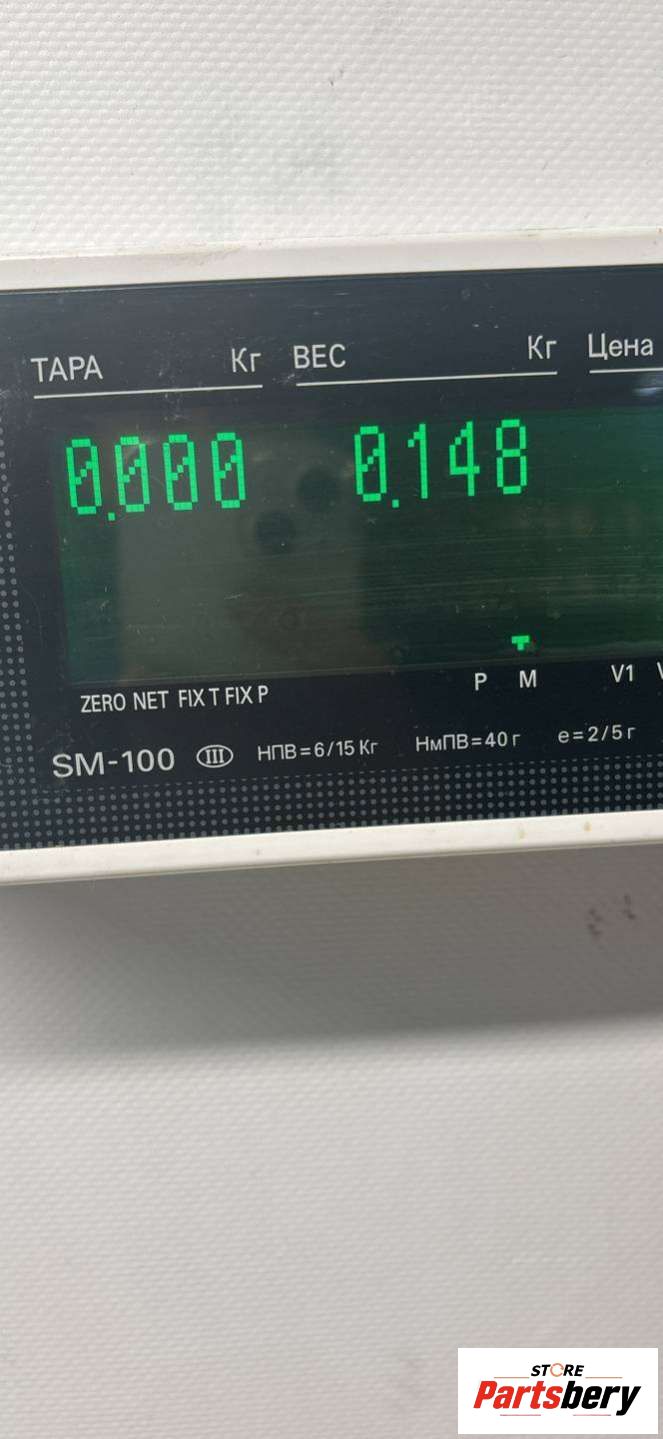 ТАРА Кг ВЕС Кг Цена
0.000 0.148
P M V1
ZERO NET FIX T FIX P
SM-100 III НПВ=6/15 Кг НмПВ=40 г e=2/5 г
STORE
Partsbery